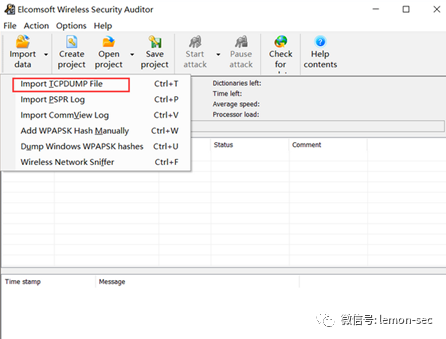 Elcomsoft Wireless Security Auditor
File Action Options Help
Import data
Create project
Open project
Save project
Start attack
Pause attack
Check for
Help contents
Import TCPDUMP File Ctrl+T
Import PSPR Log Ctrl+P
Import CommView Log Ctrl+V
Add WPAPSK Hash Manually Ctrl+W
Dump Windows WPAPSK hashes Ctrl+U
Wireless Network Sniffer Ctrl+F
Dictionaries left:
Time left:
Average speed:
Processor load:
Status Comment
Time stamp Message
微信号: lemon-sec